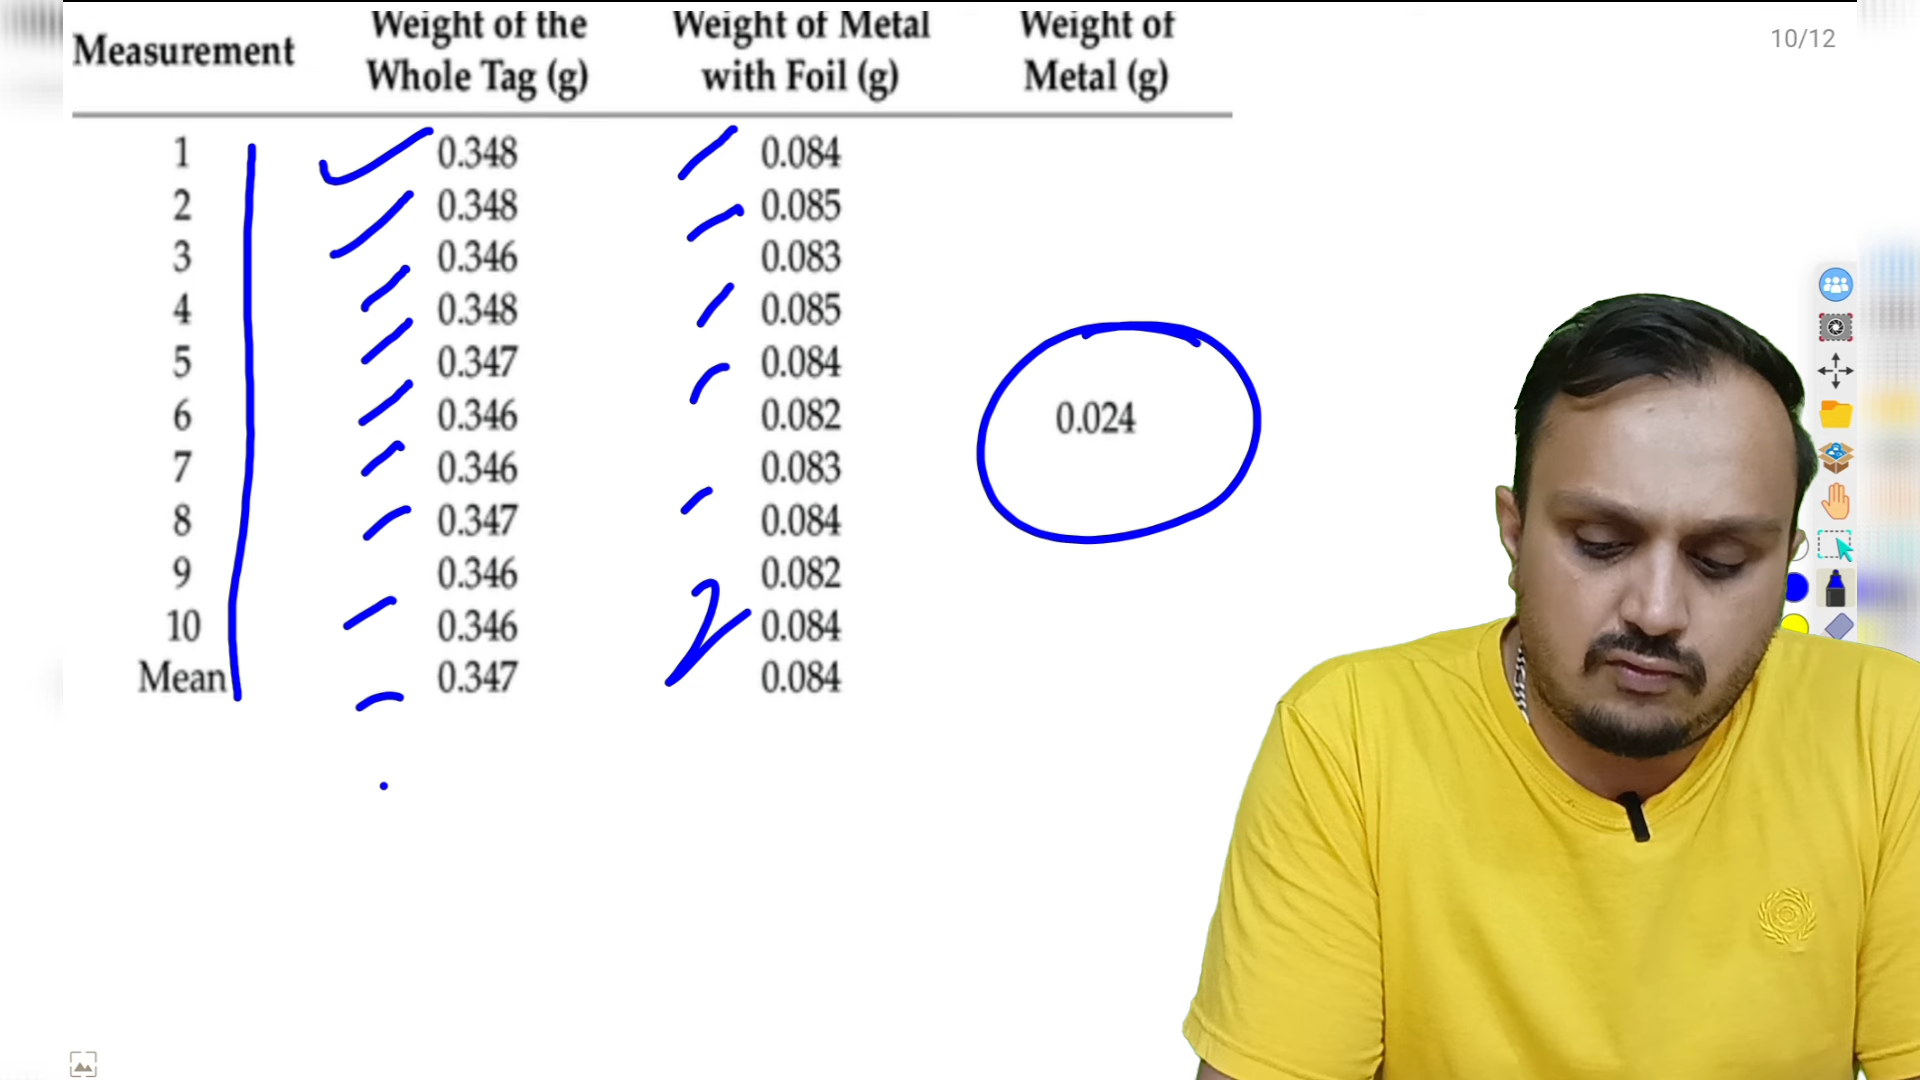 10/12
Measurement Weight of the Whole Tag (g) Weight of Metal with Foil (g) Weight of Metal (g)
1 0.348 0.084
2 0.348 0.085
3 0.346 0.083
4 0.348 0.085
5 0.347 0.084
6 0.346 0.082 0.024
7 0.346 0.083
8 0.347 0.084
9 0.346 0.082
10 0.346 0.084
Mean 0.347 0.084